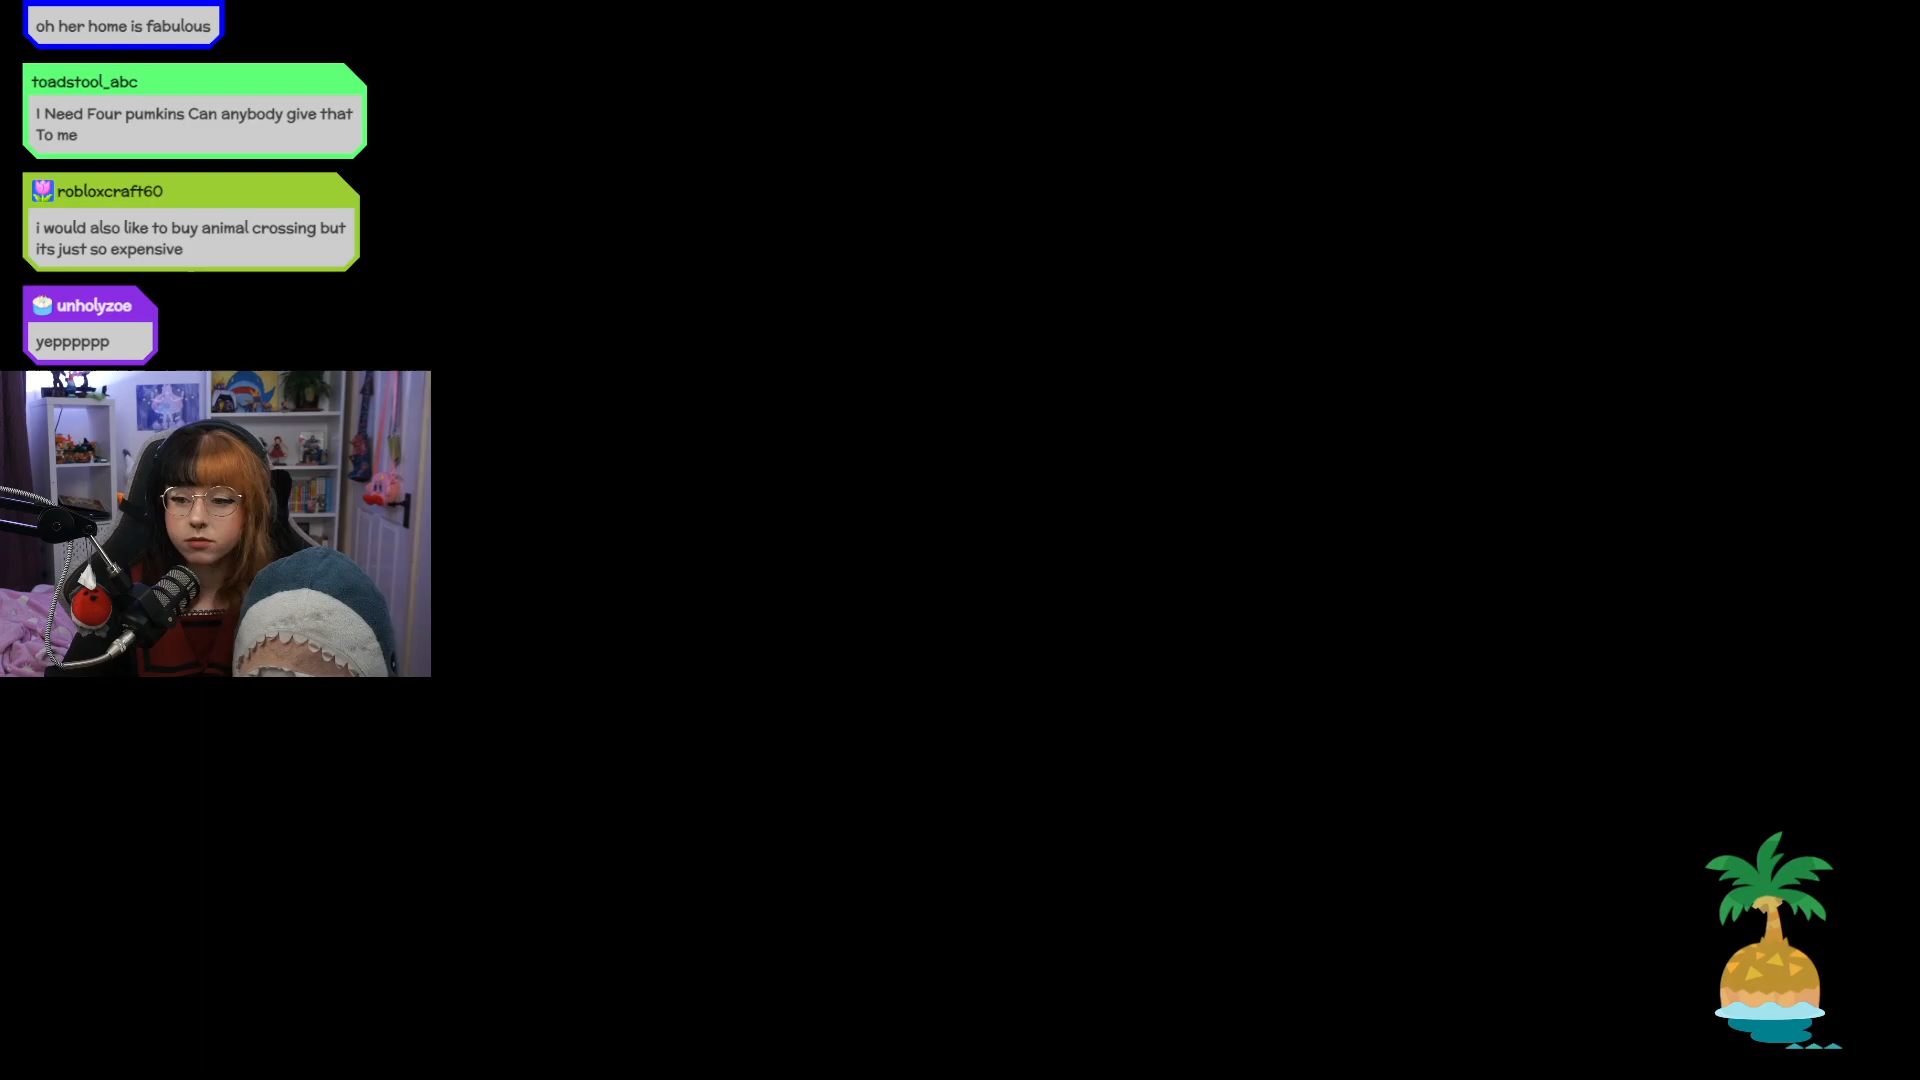 oh her home is fabulous
toadstool_abc
I Need Four pumkins Can anybody give that
To me
robloxcraft60
i would also like to buy animal crossing but
its just so expensive
unholyzoe
yepppppp